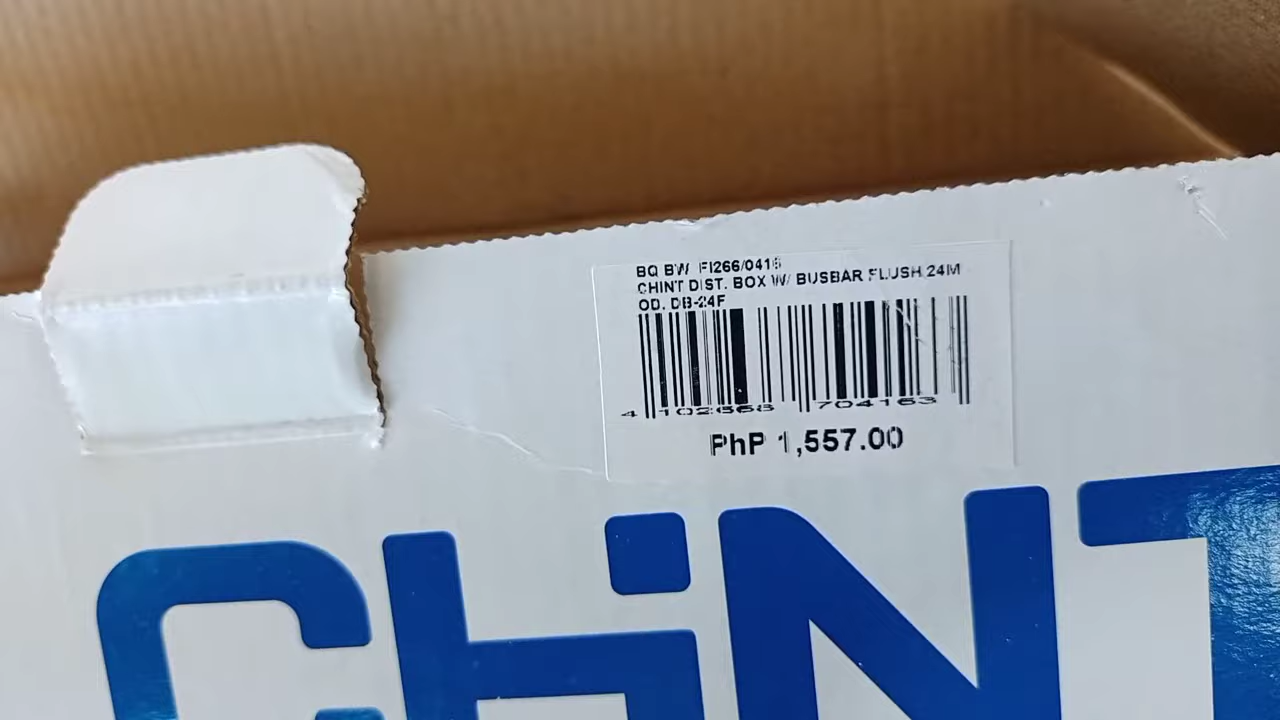 BQ BW FI266/0416
CHINT DIST. BOX W/ BUSBAR FLUSH 24M
OD. DB-24F
4 102668 704163
PhP 1,557.00
CHiNT